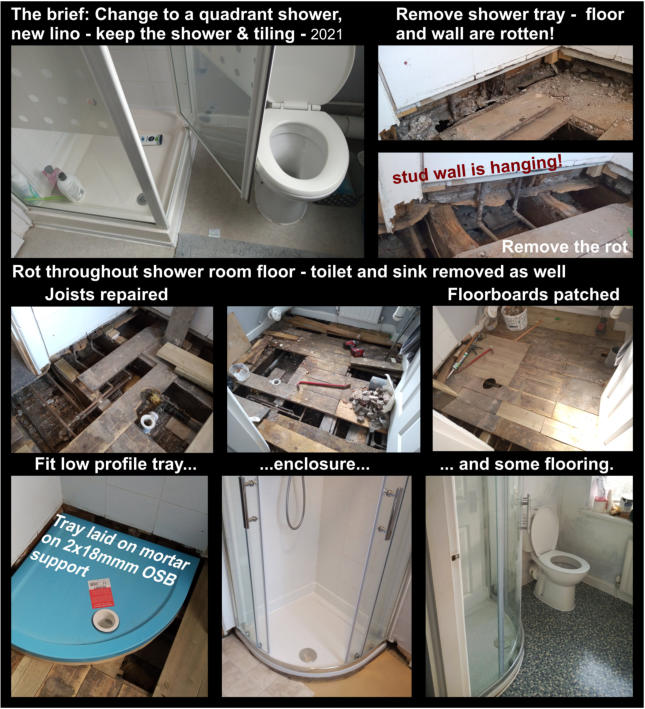 The brief: Change to a quadrant shower,
new lino - keep the shower & tiling - 2021
Remove shower tray - floor
and wall are rotten!
stud wall is hanging!
Remove the rot
Rot throughout shower room floor - toilet and sink removed as well
Joists repaired
Floorboards patched
Fit low profile tray...
...enclosure...
... and some flooring.
Tray laid on mortar
on 2x18mmm OSB
support